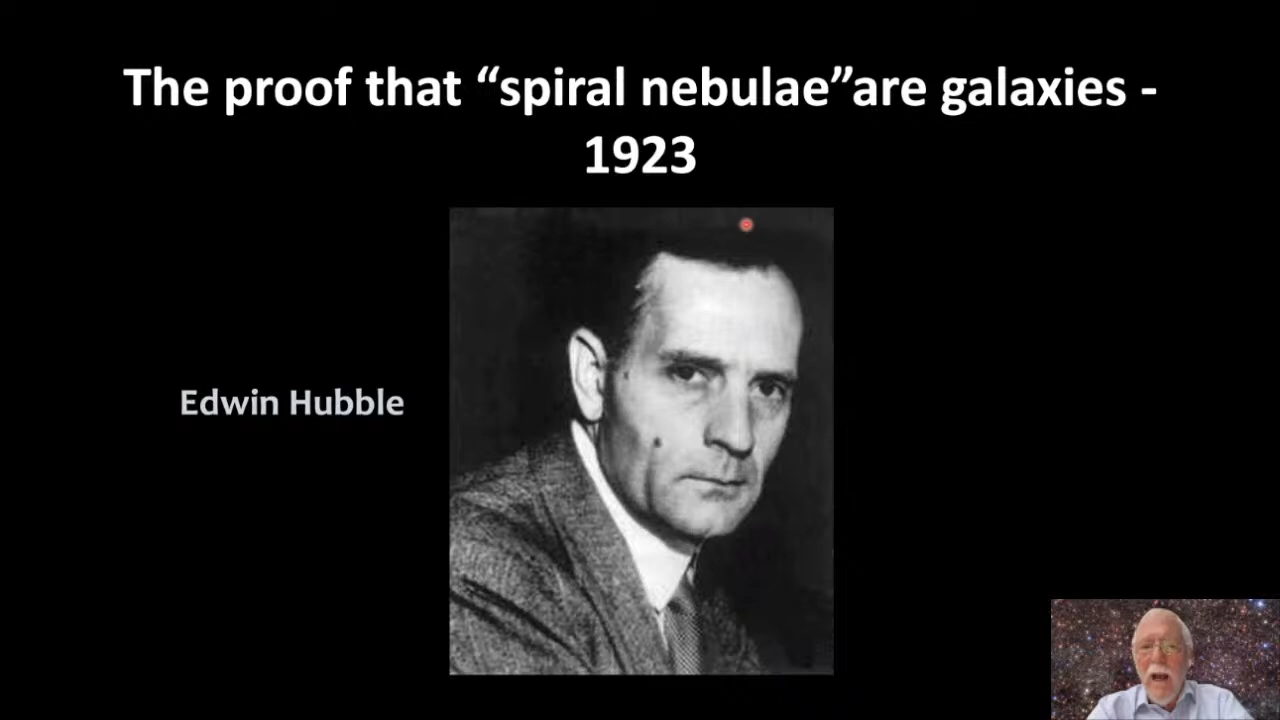 The proof that “spiral nebulae”are galaxies -
1923
Edwin Hubble